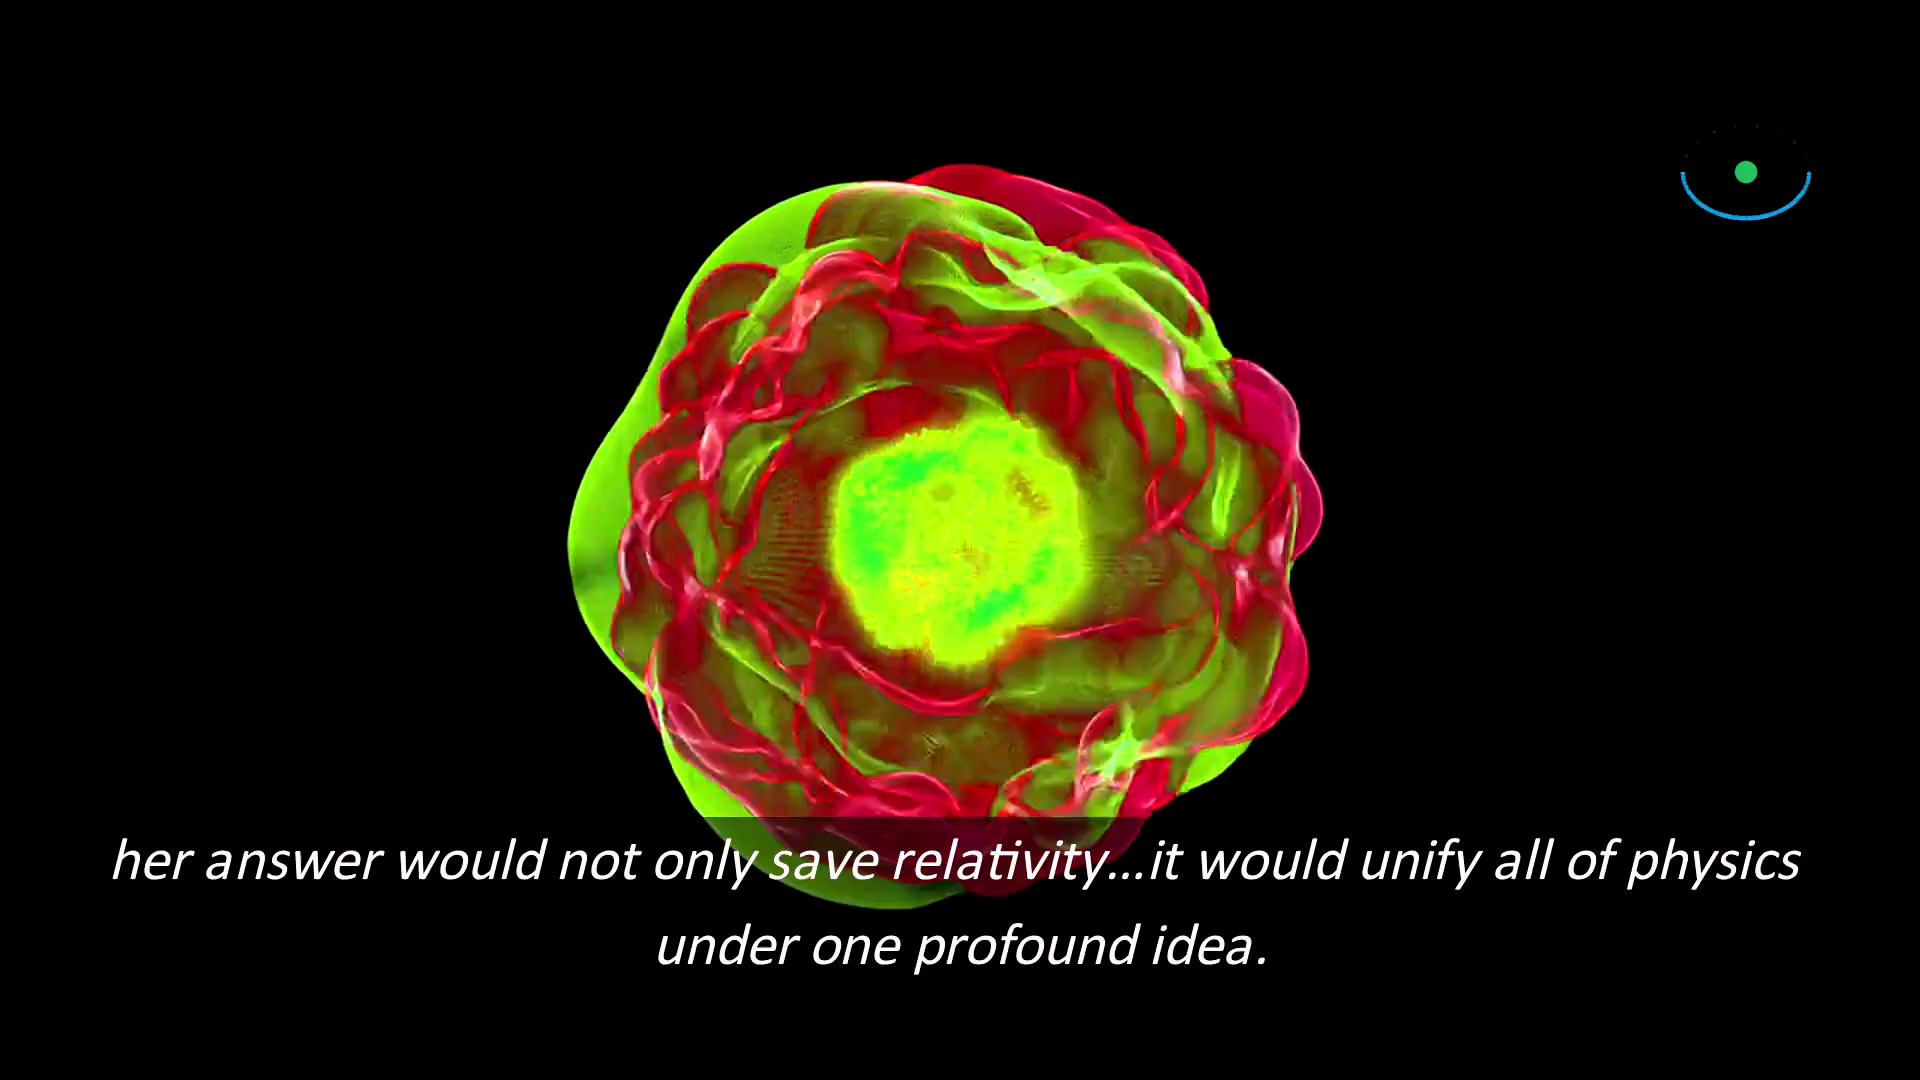 her answer would not only save relativity...it would unify all of physics
under one profound idea.